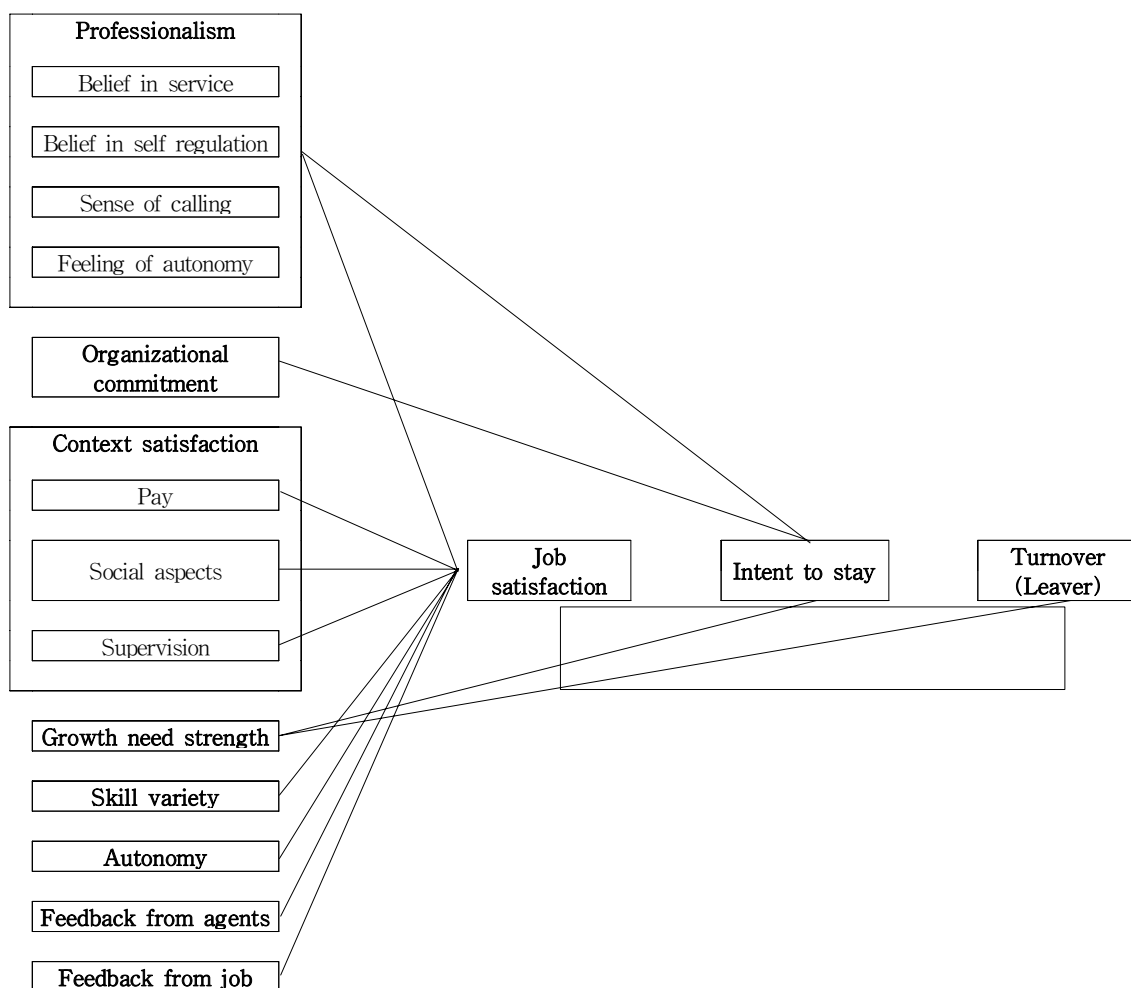 Professionalism
Belief in service
Belief in self regulation
Sense of calling
Feeling of autonomy
Organizational
commitment
Context satisfaction
Pay
Social aspects
Supervision
Job
satisfaction
Intent to stay
Turnover
(Leaver)
Growth need strength
Skill variety
Autonomy
Feedback from agents
Feedback from job